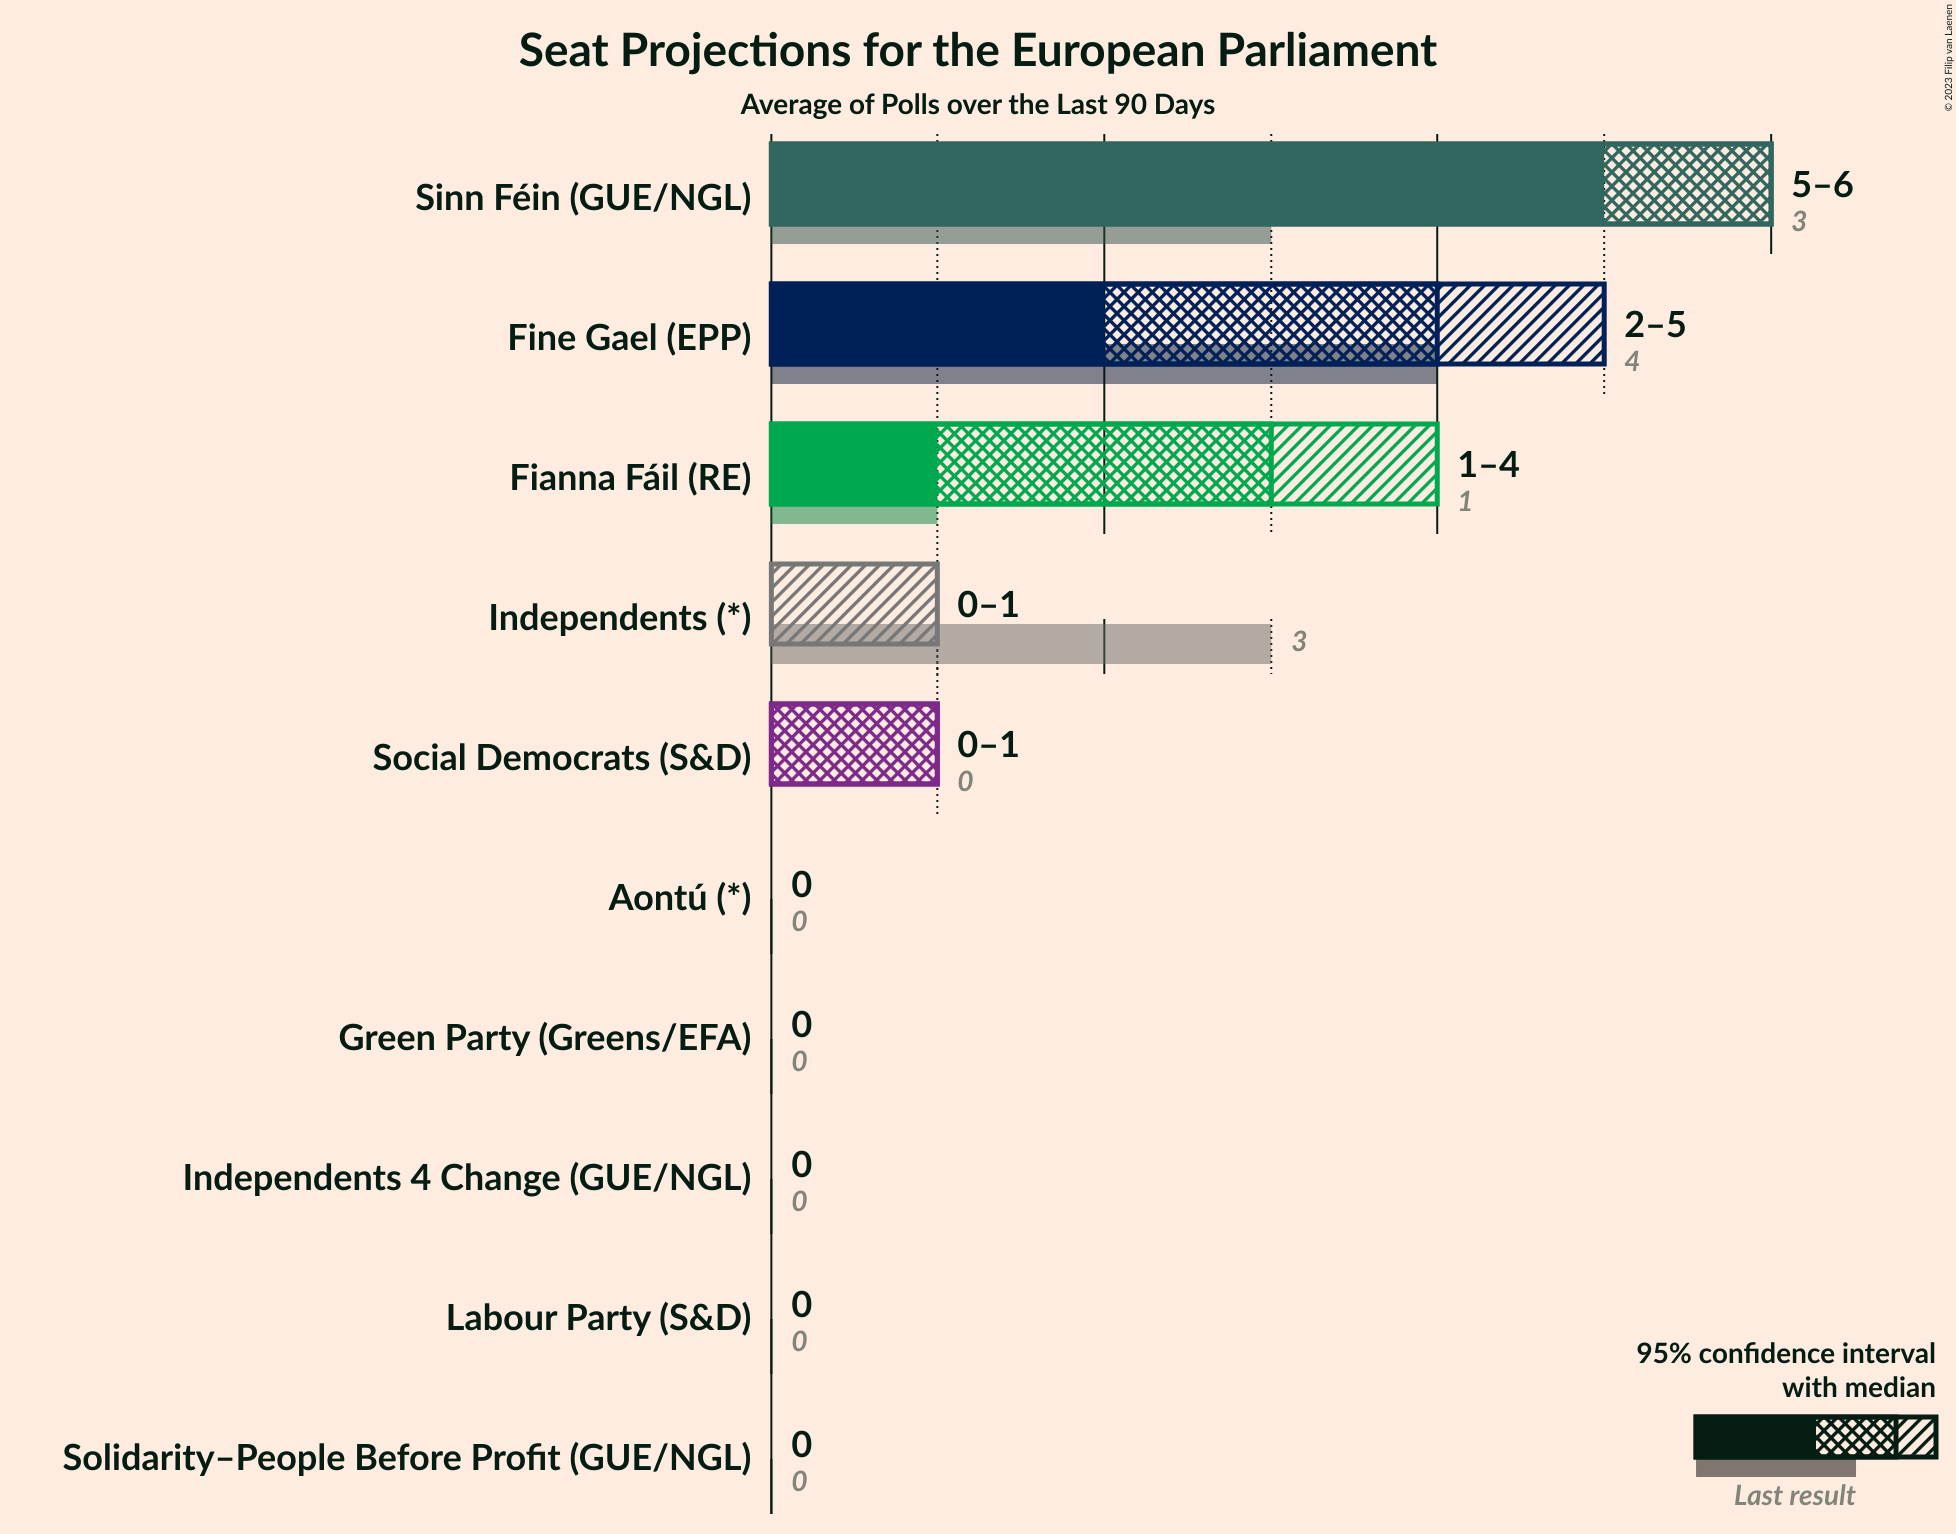 Seat Projections for the European Parliament
Average of Polls over the Last 90 Days
© 2023 Filip van Laenen
Sinn Féin (GUE/NGL)
5–6
3
Fine Gael (EPP)
2–5
4
Fianna Fáil (RE)
1–4
1
Independents (*)
0–1
3
Social Democrats (S&D)
0–1
0
Aontú (*)
0
0
Green Party (Greens/EFA)
0
0
Independents 4 Change (GUE/NGL)
0
0
Labour Party (S&D)
0
0
Solidarity–People Before Profit (GUE/NGL)
0
0
95% confidence interval
with median
Last result